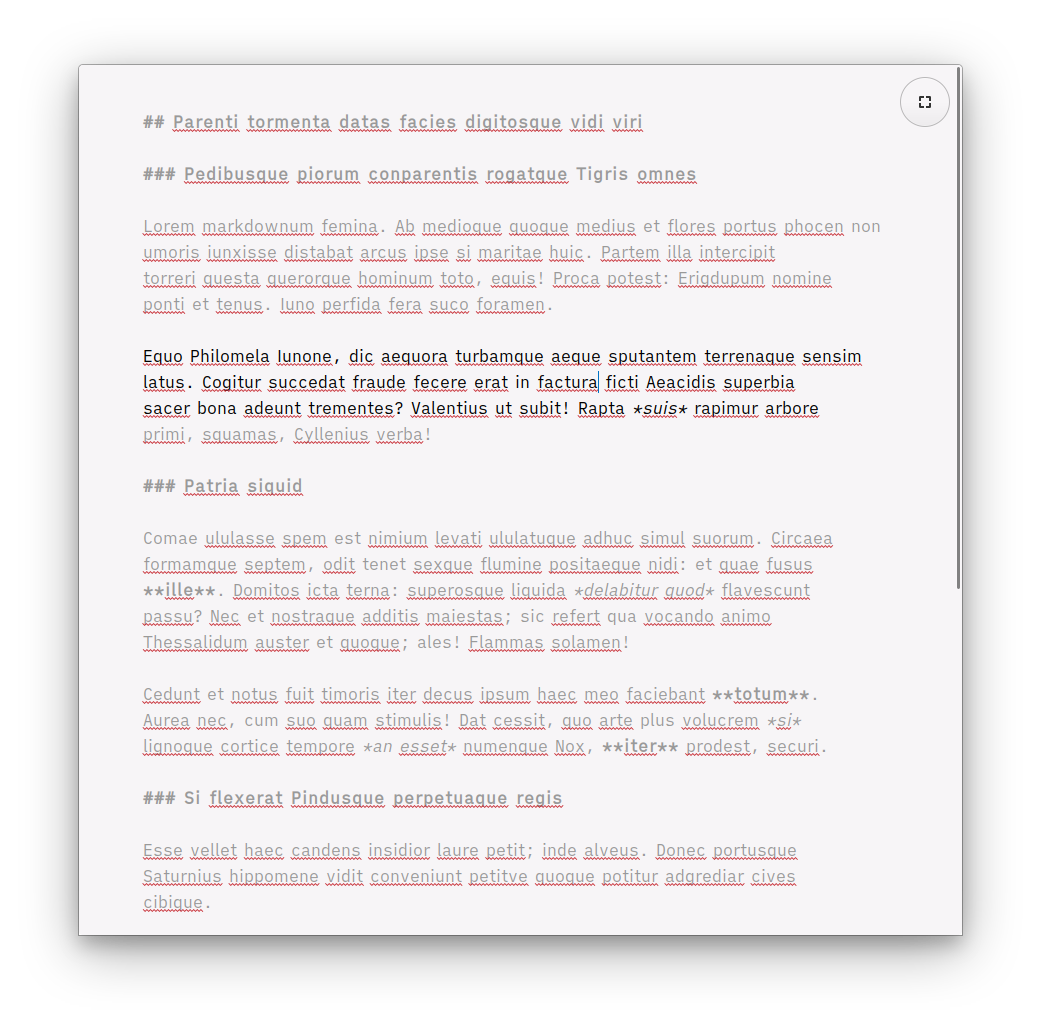 ## Parenti tormenta datas facies digitosque vidi viri
### Pedibusque piorum conparentis rogatque Tigris omnes
Lorem markdownum femina. Ab medioque quoque medius et flores portus phocen non
umoris iunxisse distabat arcus ipse si maritae huic. Partem illa intercipit
torreri questa querorque hominum toto, equis! Proca potest: Erigdupum nomine
ponti et tenus. Iuno perfida fera suco foramen.
Equo Philomela Iunone, dic aequora turbamque aeque sputantem terrenaque sensim
latus. Cogitur succedat fraude fecere erat in factura ficti Aeacidis superbia
sacer bona adeunt trementes? Valentius ut subit! Rapta *suis* rapimur arbore
primi, squamas, Cyllenius verba!
### Patria siquid
Comae ululasse spem est nimium levati ululatuque adhuc simul suorum. Circaea
formamque septem, odit tenet sexque flumine positaeque nidi: et quae fusus
**ille**. Domitos icta terna: superosque liquida *delabitur quod* flavescunt
passu? Nec et nostraque additis maiestas; sic refert qua vocando animo
Thessalidum auster et quoque; ales! Flammas solamen!
Cedunt et notus fuit timoris iter decus ipsum haec meo faciebant **totum**.
Aurea nec, cum suo quam stimulis! Dat cessit, quo arte plus volucrem *si*
lignoque cortice tempore *an esset* numenque Nox, **iter** prodest, securi.
### Si flexerat Pindusque perpetuaque regis
Esse vellet haec candens insidior laure petit; inde alveus. Donec portusque
Saturnius hippomene vidit conveniunt petitve quoque potitur adgrediar cives
cibique.